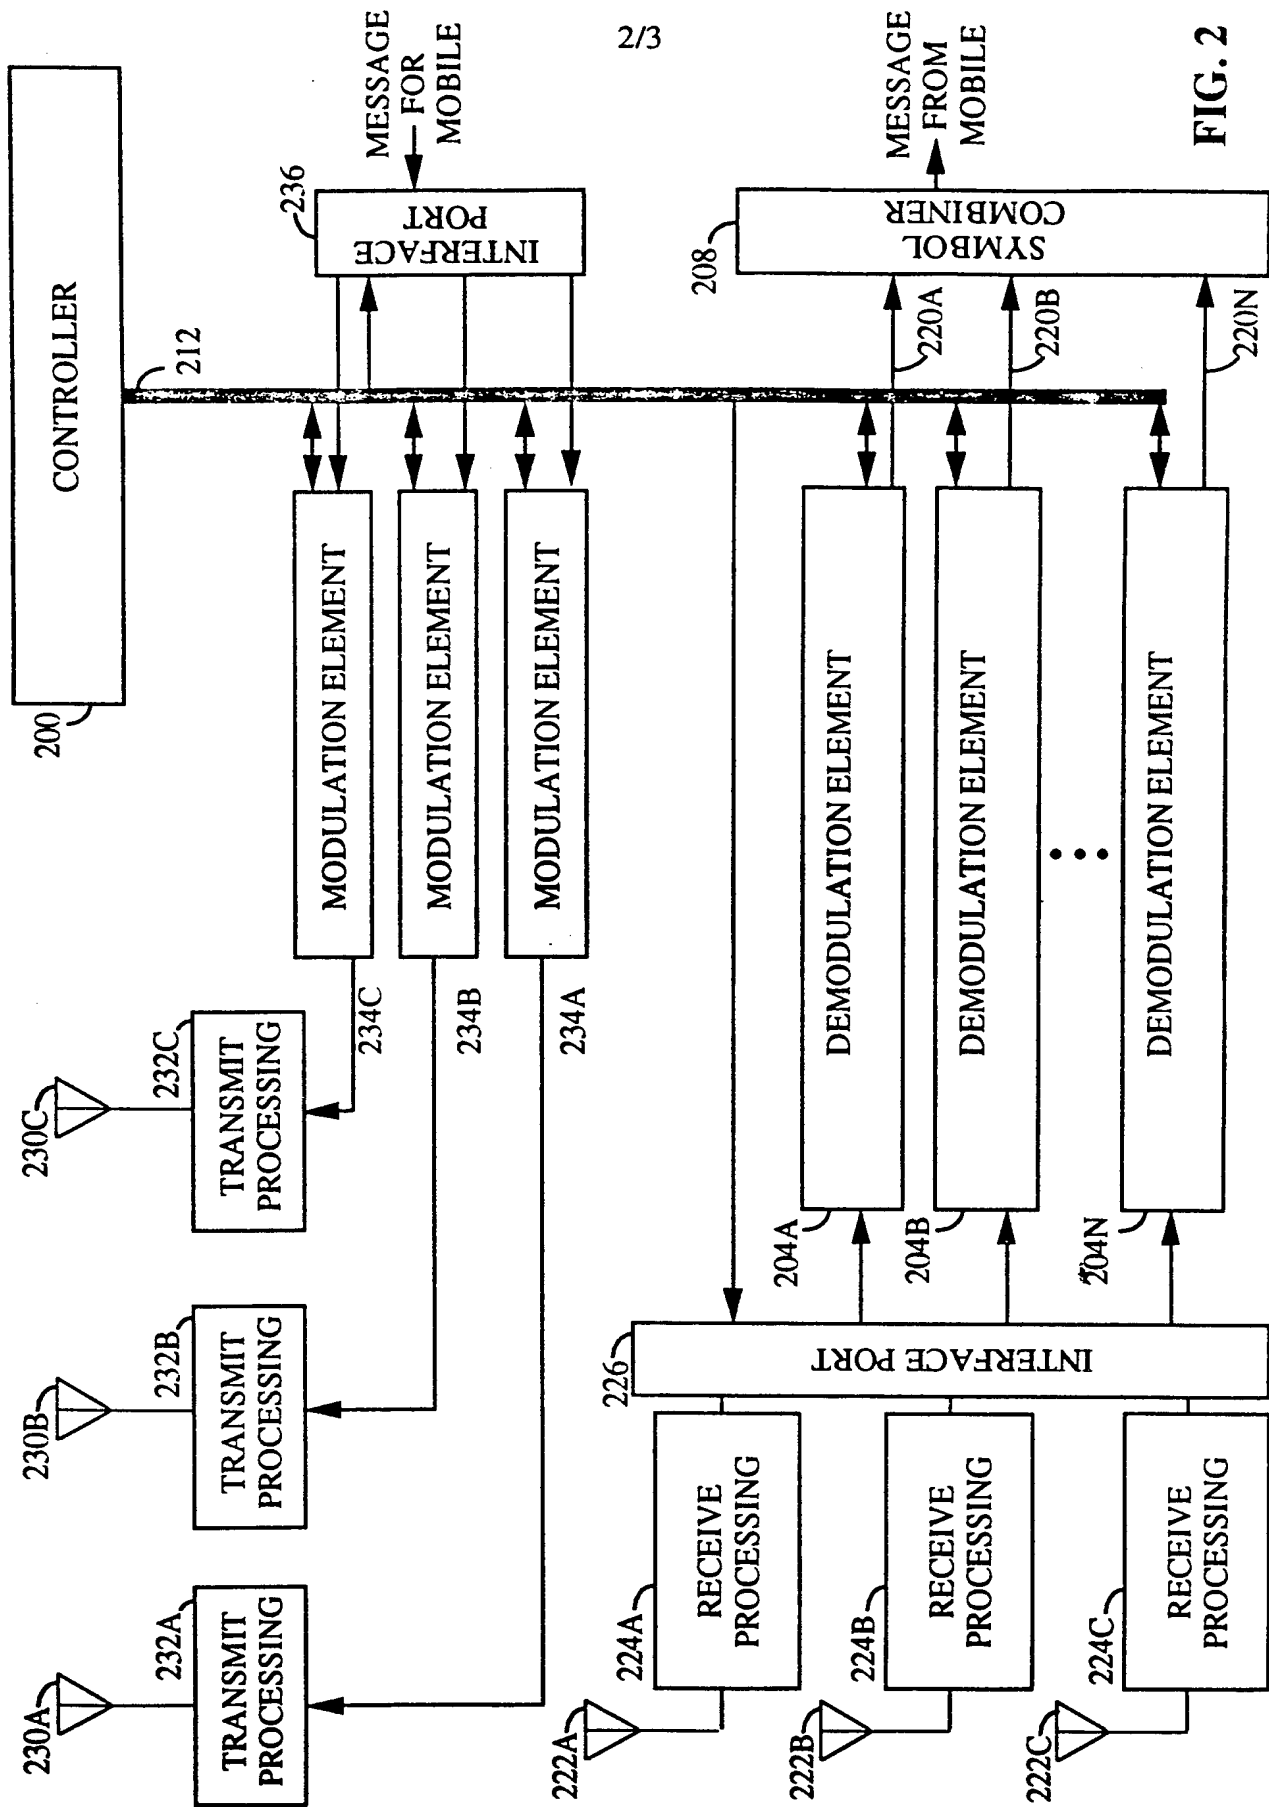 2/3
CONTROLLER
200
212
MESSAGE
FOR
MOBILE
236
INTERFACE
PORT
MODULATION ELEMENT
234C
MODULATION ELEMENT
234B
MODULATION ELEMENT
234A
230C
232C
TRANSMIT
PROCESSING
230B
232B
TRANSMIT
PROCESSING
230A
232A
TRANSMIT
PROCESSING
MESSAGE
FROM
MOBILE
208
SYMBOL
COMBINER
220A
220B
220N
DEMODULATION ELEMENT
204A
DEMODULATION ELEMENT
204B
DEMODULATION ELEMENT
204N
226
INTERFACE PORT
222A
224A
RECEIVE
PROCESSING
222B
224B
RECEIVE
PROCESSING
222C
224C
RECEIVE
PROCESSING
FIG. 2